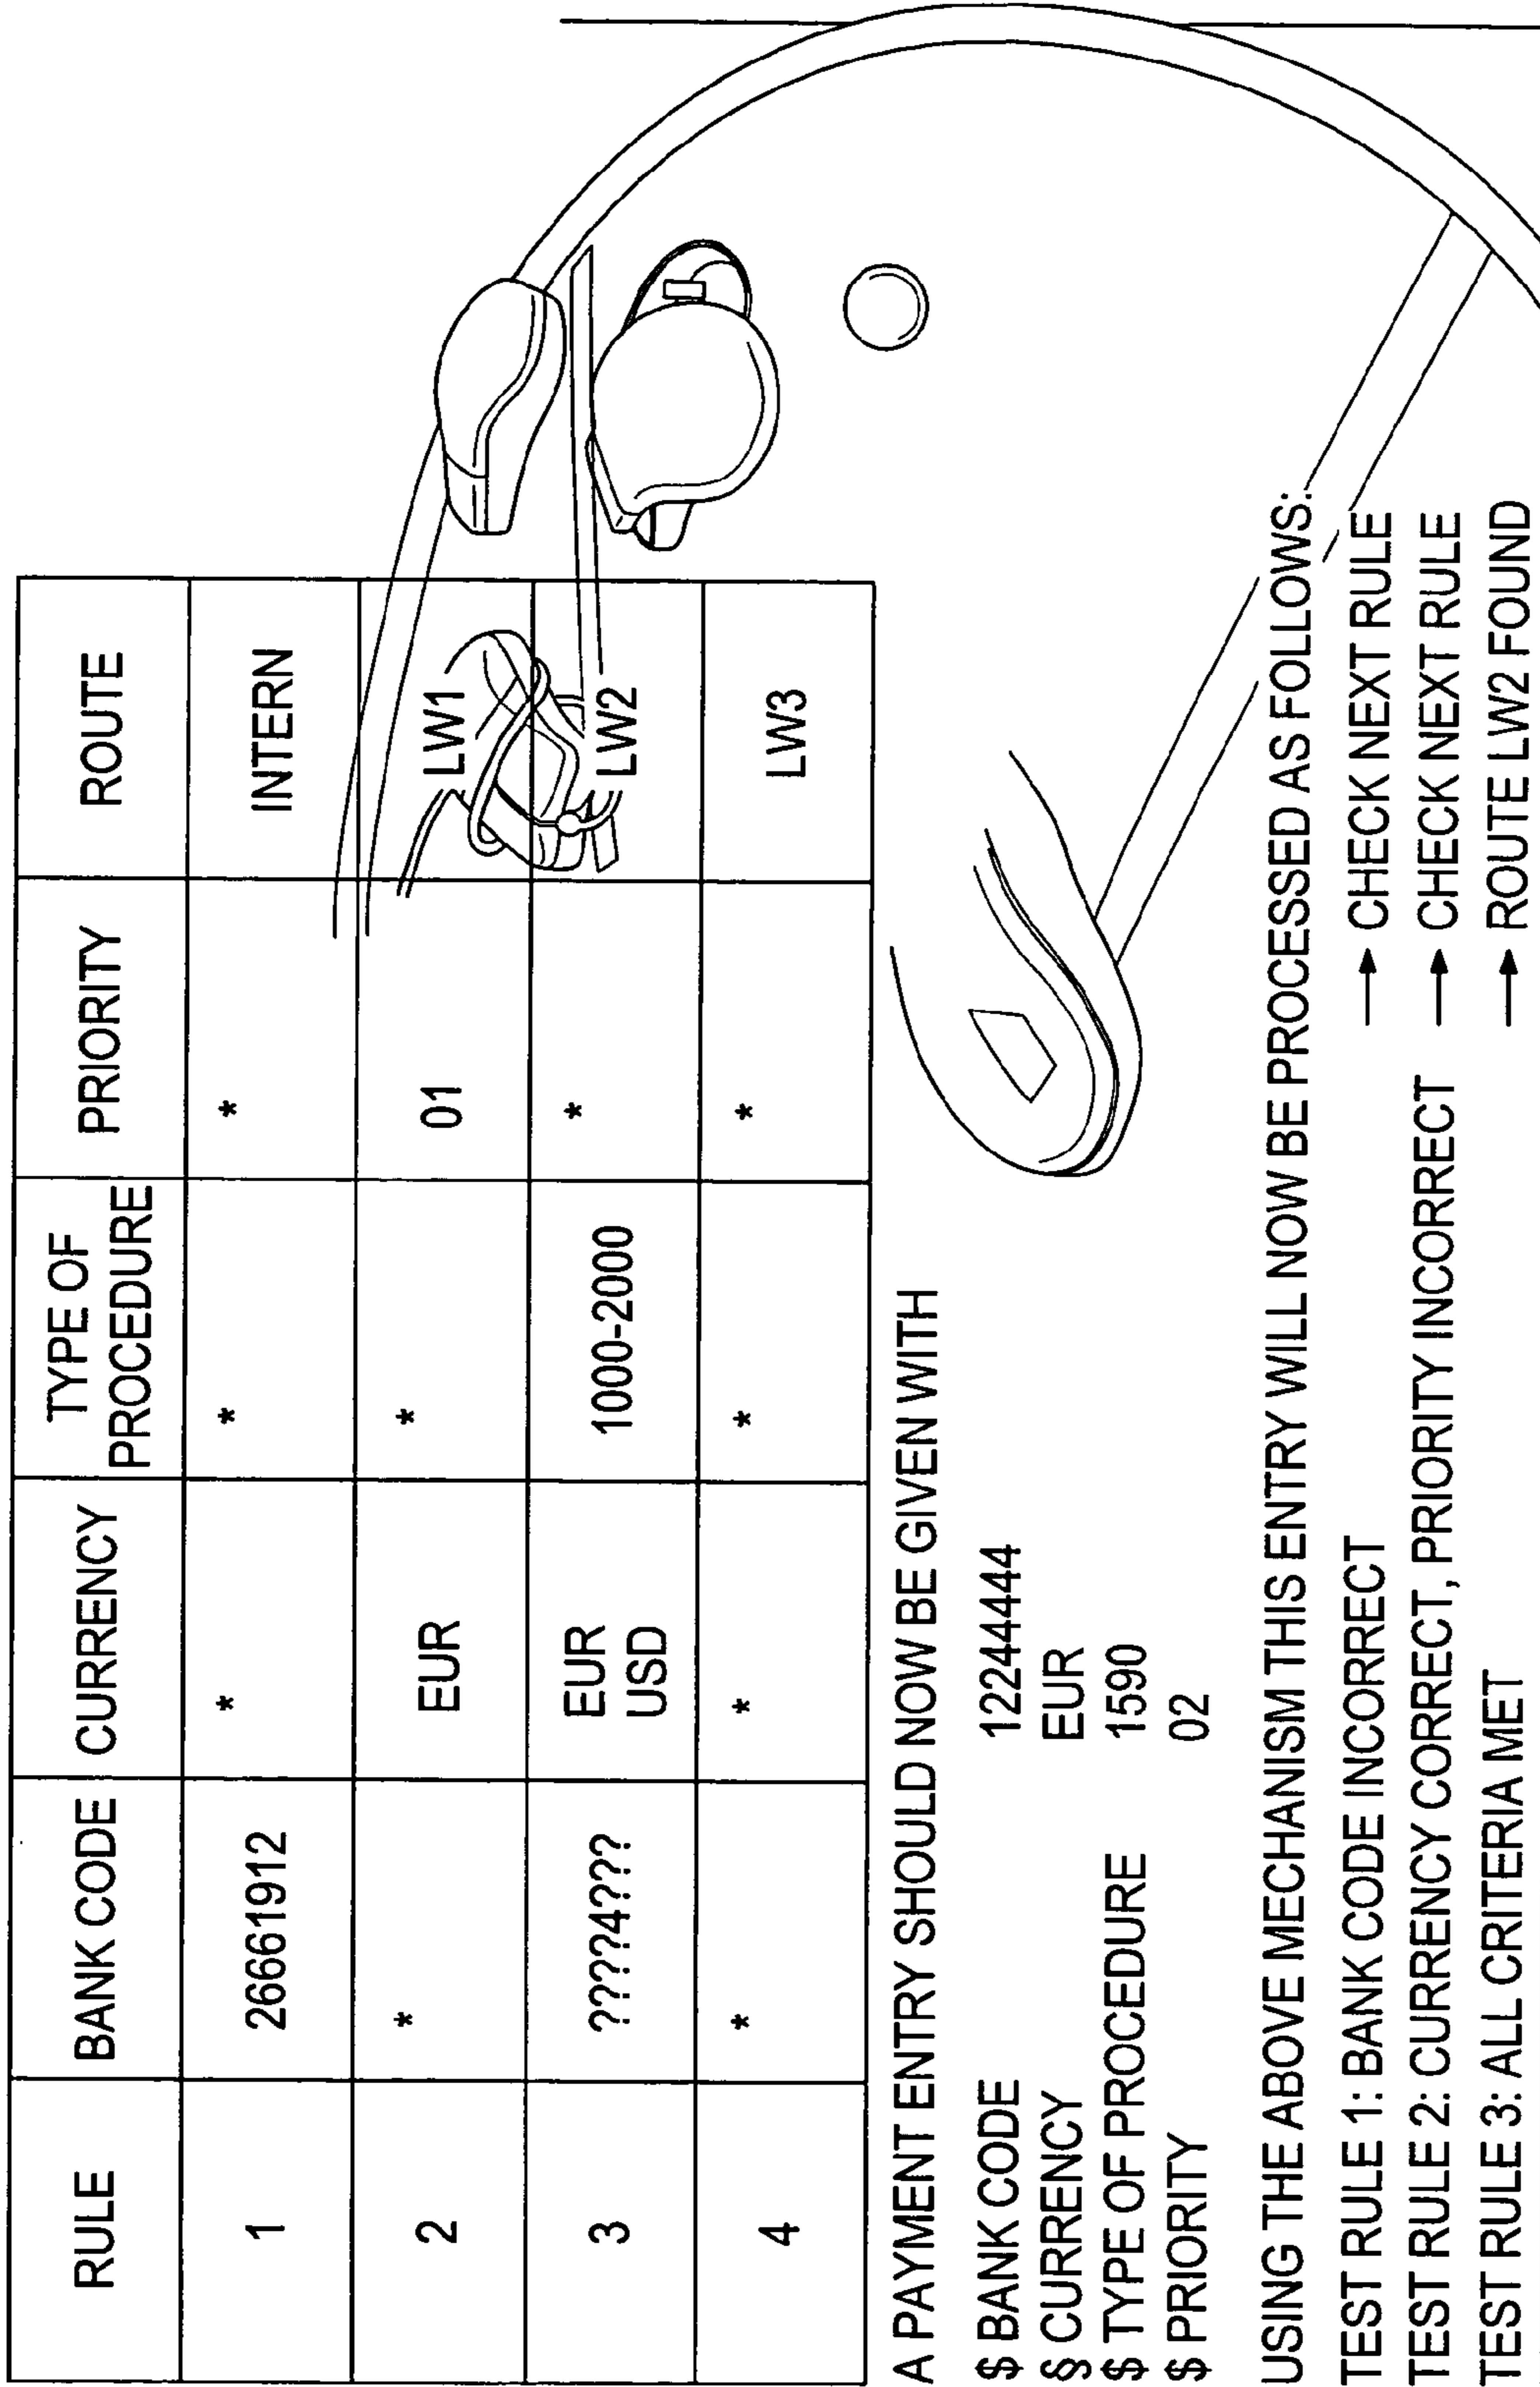 RULE BANK CODE CURRENCY TYPE OF PROCEDURE PRIORITY ROUTE
1 26661912 * * * INTERN
2 * EUR * 01 LW1
3 ????4??? EUR USD 1000-2000 * LW2
4 * * * * LW3
A PAYMENT ENTRY SHOULD NOW BE GIVEN WITH
$ BANK CODE 12244444
§ CURRENCY EUR
$ TYPE OF PROCEDURE 1590
$ PRIORITY 02
USING THE ABOVE MECHANISM THIS ENTRY WILL NOW BE PROCESSED AS FOLLOWS:
TEST RULE 1: BANK CODE INCORRECT → CHECK NEXT RULE
TEST RULE 2: CURRENCY CORRECT, PRIORITY INCORRECT → CHECK NEXT RULE
TEST RULE 3: ALL CRITERIA MET → ROUTE LW2 FOUND